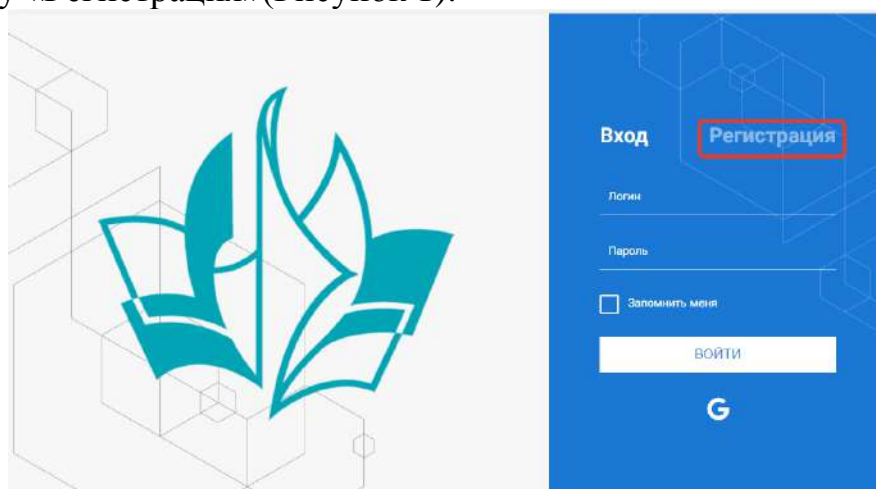 у «Регистрация» (Рисунок 1).
Вход Регистрация
Логин
Пароль
Запомнить меня
ВОЙТИ
G